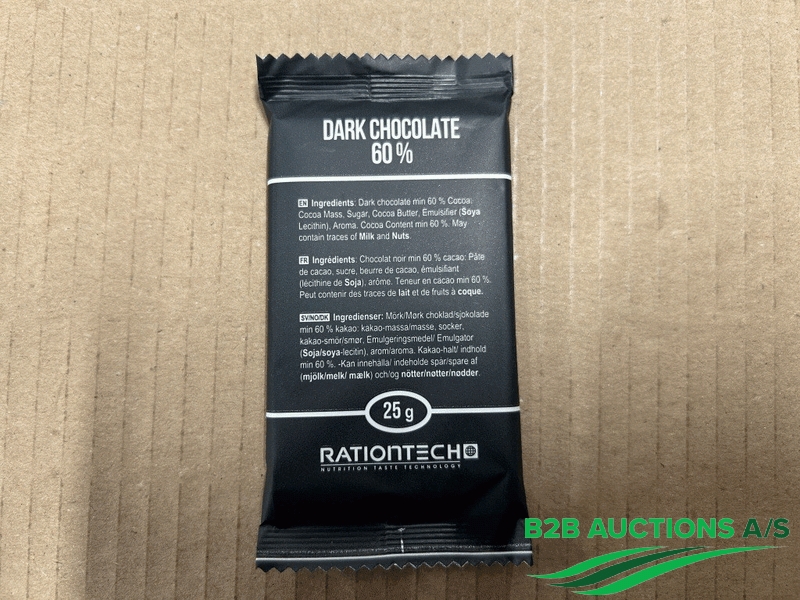 DARK CHOCOLATE
60 %
EN Ingredients: Dark chocolate min 60 % Cocoa:
Cocoa Mass, Sugar, Cocoa Butter, Emulsifier (Soya
Lecithin), Aroma. Cocoa Content min 60 %. May
contain traces of Milk and Nuts.
FR Ingrédients: Chocolat noir min 60 % cacao: Pâte
de cacao, sucre, beurre de cacao, émulsifiant
(lécithine de Soja), arôme. Teneur en cacao min 60 %.
Peut contenir des traces de lait et de fruits à coque.
SV/NO/DK Ingredienser: Mörk/Mørk choklad/sjokolade
min 60 % kakao: kakao-massa/masse, socker,
kakao-smör/smør, Emulgeringsmedel/ Emulgator
(Soja/soya-lecitin), arom/aroma. Kakao-halt/ indhold
min 60 %. -Kan innehålla/ indeholde spår/spare af
(mjölk/melk/ mælk) och/og nötter/nøtter/nødder.
25 g
RATIONTECH
NUTRITION TASTE TECHNOLOGY
B2B AUCTIONS A/S